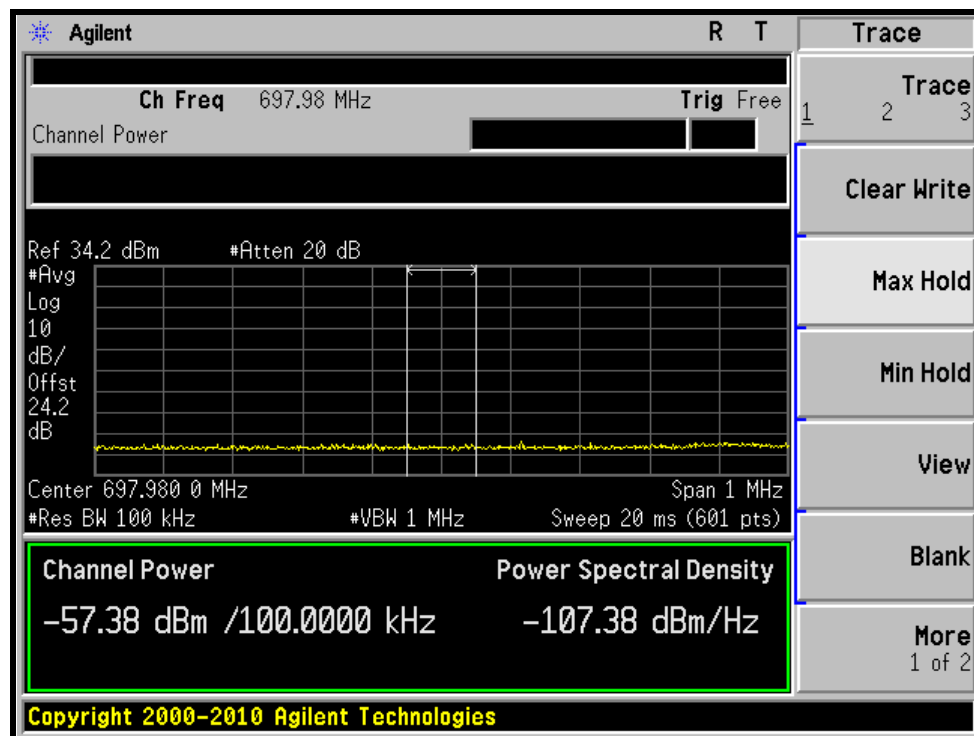 Agilent R T Trace
Ch Freq 697.98 MHz Trig Free
Channel Power
Trace
1 2 3
Clear Write
Max Hold
Min Hold
View
Blank
More
1 of 2
Ref 34.2 dBm #Atten 20 dB
#Avg
Log
10
dB/
Offst
24.2
dB
Center 697.980 0 MHz Span 1 MHz
#Res BW 100 kHz #VBW 1 MHz Sweep 20 ms (601 pts)
Channel Power Power Spectral Density
-57.38 dBm /100.0000 kHz -107.38 dBm/Hz
Copyright 2000-2010 Agilent Technologies